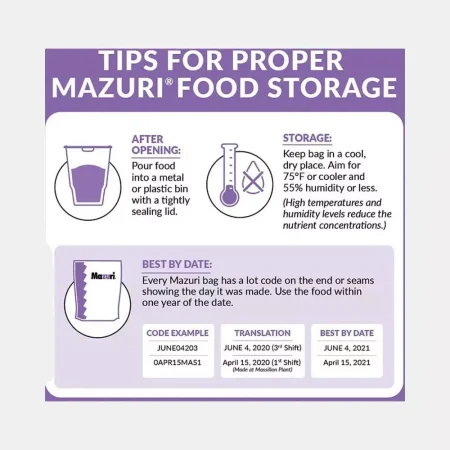 TIPS FOR PROPER
MAZURI® FOOD STORAGE
AFTER
OPENING:
Pour food
into a metal
or plastic bin
with a tightly
sealing lid.
STORAGE:
Keep bag in a cool,
dry place. Aim for
75°F or cooler and
55% humidity or less.
(High temperatures and
humidity levels reduce the
nutrient concentrations.)
Mazuri.
BEST BY DATE:
Every Mazuri bag has a lot code on the end or seams
showing the day it was made. Use the food within
one year of the date.
CODE EXAMPLE TRANSLATION BEST BY DATE
JUNE04203 JUNE 4, 2020 (3rd Shift) JUNE 4, 2021
0APR15MAS1 April 15, 2020 (1st Shift) April 15, 2021
(Made at Massillon Plant)